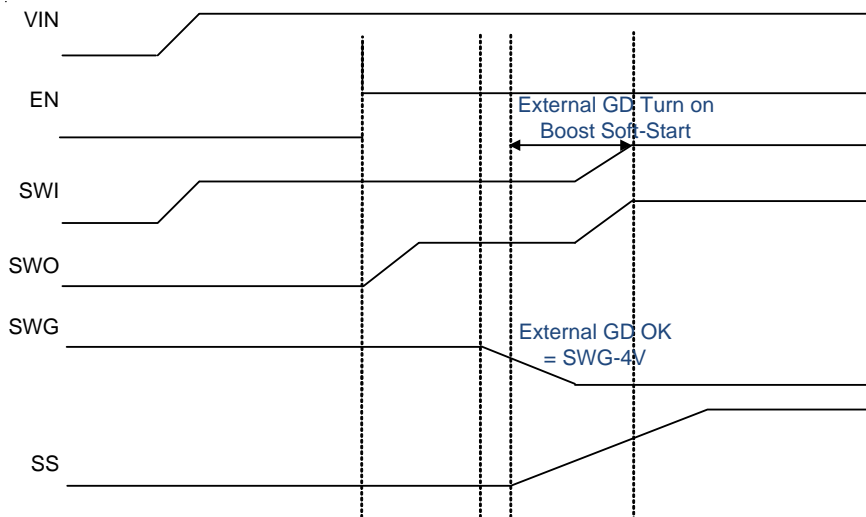 VIN
EN
External GD Turn on
Boost Soft-Start
SWI
SWO
SWG
External GD OK
= SWG-4V
SS